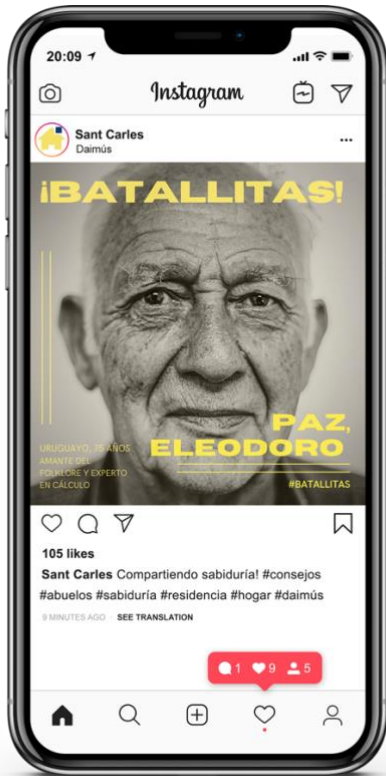 20:09
Instagram
Sant Carles
Daimús
¡BATALLITAS!
PAZ,
ELEODORO
URUGUAYO, 75 AÑOS
AMANTE DEL
FOLKLORE Y EXPERTO
EN CÁLCULO
#BATALLITAS
105 likes
Sant Carles Compartiendo sabiduría! #consejos
#abuelos #sabiduría #residencia #hogar #daimús
9 MINUTES AGO · SEE TRANSLATION
1 9 5